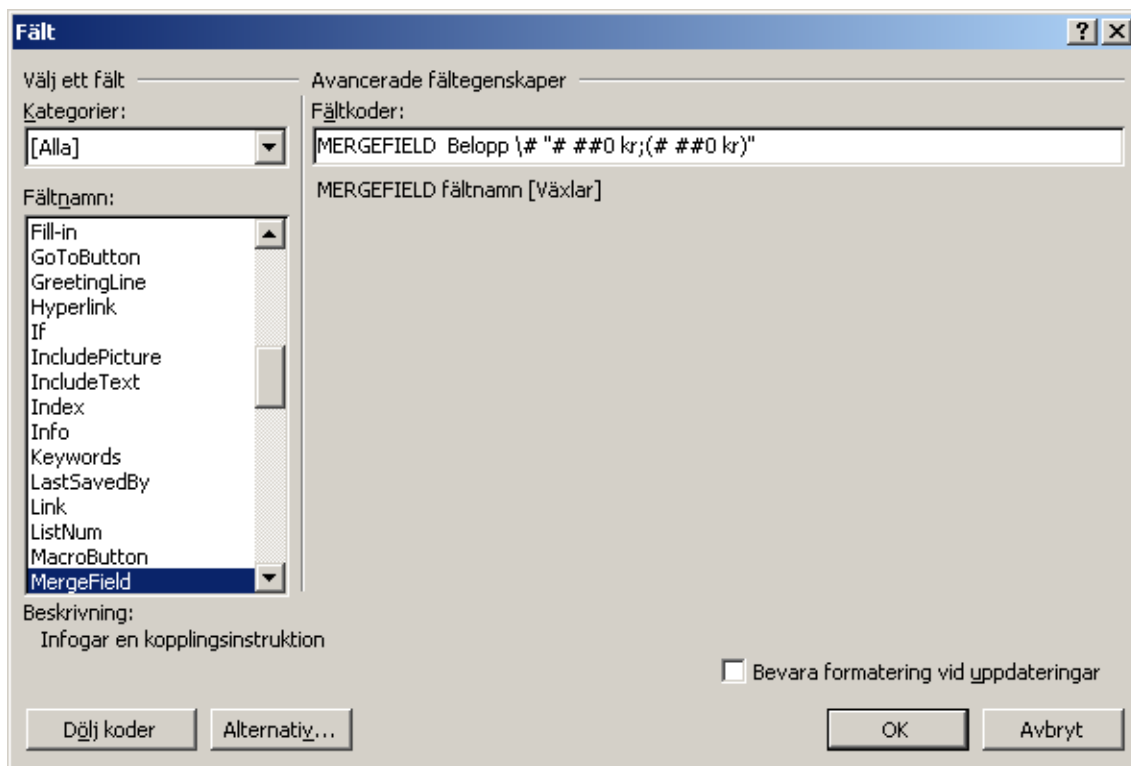 Fält
Välj ett fält
Kategorier:
[Alla]
Fältnamn:
Fill-in
GoToButton
GreetingLine
Hyperlink
If
IncludePicture
IncludeText
Index
Info
Keywords
LastSavedBy
Link
ListNum
MacroButton
MergeField
Beskrivning:
Infogar en kopplingsinstruktion
Avancerade fältegenskaper
Fältkoder:
MERGEFIELD  Belopp \# "# ##0 kr;(# ##0 kr)"
MERGEFIELD fältnamn [Växlar]
Bevara formatering vid uppdateringar
Dölj koder
Alternativ...
OK
Avbryt